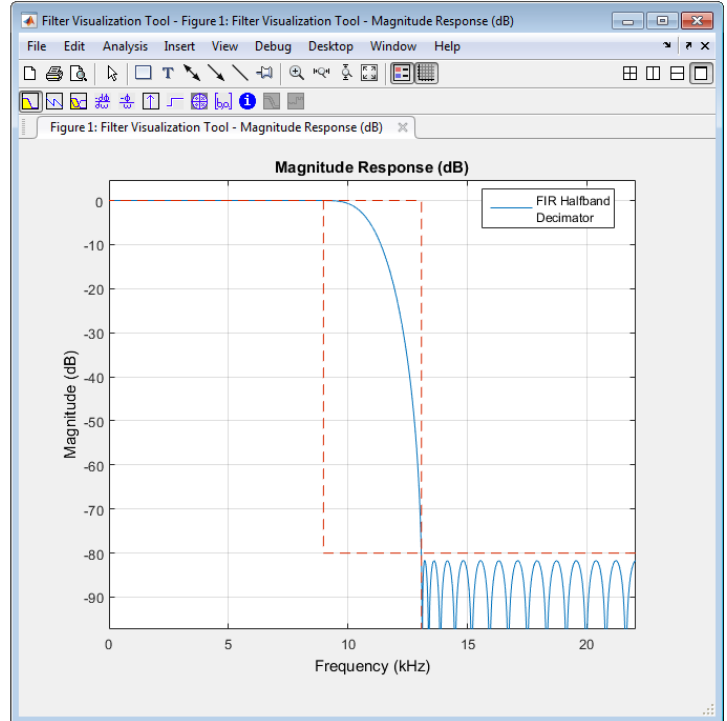 Filter Visualization Tool - Figure 1: Filter Visualization Tool - Magnitude Response (dB)
File Edit Analysis Insert View Debug Desktop Window Help
Figure 1: Filter Visualization Tool - Magnitude Response (dB)
Magnitude Response (dB)
FIR Halfband
Decimator
0
-10
-20
-30
-40
-50
-60
-70
-80
-90
Magnitude (dB)
0 5 10 15 20
Frequency (kHz)